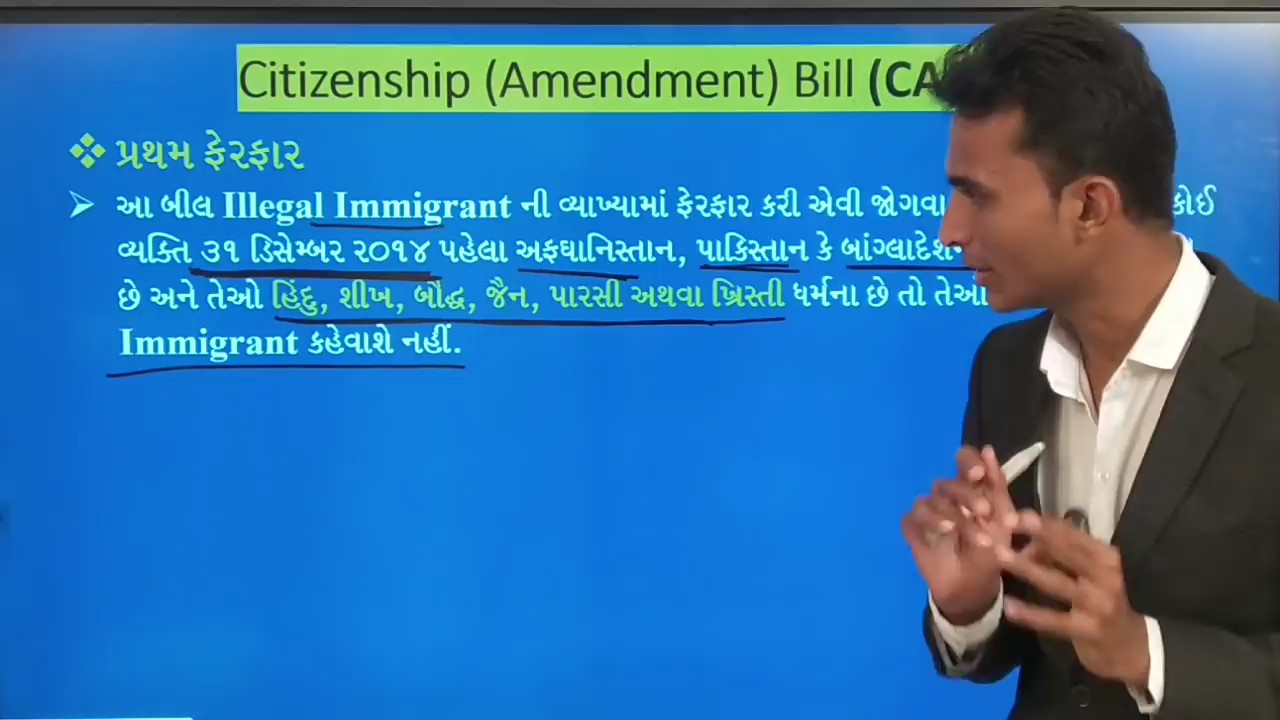 Citizenship (Amendment) Bill (CA
પ્રથમ ફેરફાર
આ બીલ Illegal Immigrant ની વ્યાખ્યામાં ફેરફાર કરી એવી જોગવા કોઈ
વ્યક્તિ ૩૧ ડિસેમ્બર ૨૦૧૪ પહેલા અફઘાનિસ્તાન, પાકિસ્તાન કે બાંગ્લાદેશ
છે અને તેઓ હિંદુ, શીખ, બૌદ્ધ, જૈન, પારસી અથવા ખ્રિસ્તી ધર્મના છે તો તેઓ
Immigrant કહેવાશે નહીં.